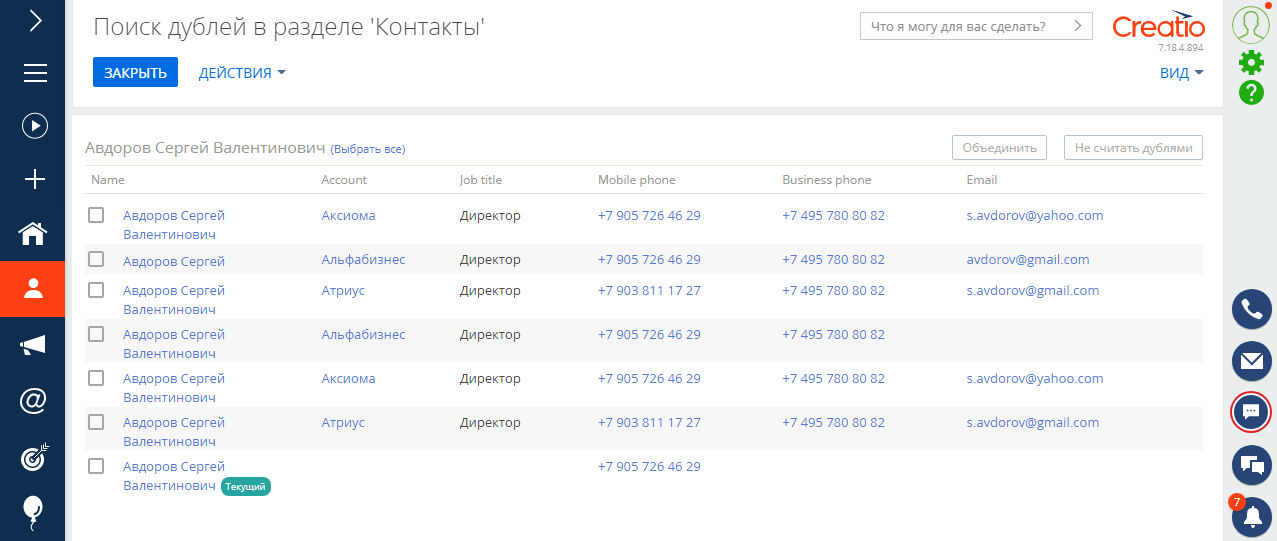 Поиск дублей в разделе 'Контакты'
Что я могу для вас сделать?
Creatio
7.18.4.894
ЗАКРЫТЬ
ДЕЙСТВИЯ
ВИД
Авдоров Сергей Валентинович (Выбрать все)
Объединить
Не считать дублями
Name Account Job title Mobile phone Business phone Email
Авдоров Сергей Аксиома Директор +7 905 726 46 29 +7 495 780 80 82 s.avdorov@yahoo.com
Валентинович
Авдоров Сергей Альфабизнес Директор +7 905 726 46 29 +7 495 780 80 82 avdorov@gmail.com
Авдоров Сергей Атриус Директор +7 903 811 17 27 +7 495 780 80 82 s.avdorov@gmail.com
Валентинович
Авдоров Сергей Альфабизнес Директор +7 905 726 46 29 +7 495 780 80 82
Валентинович
Авдоров Сергей Аксиома Директор +7 905 726 46 29 +7 495 780 80 82 s.avdorov@yahoo.com
Валентинович
Авдоров Сергей Атриус Директор +7 903 811 17 27 +7 495 780 80 82 s.avdorov@gmail.com
Валентинович
Авдоров Сергей +7 905 726 46 29
Валентинович Текущий
7